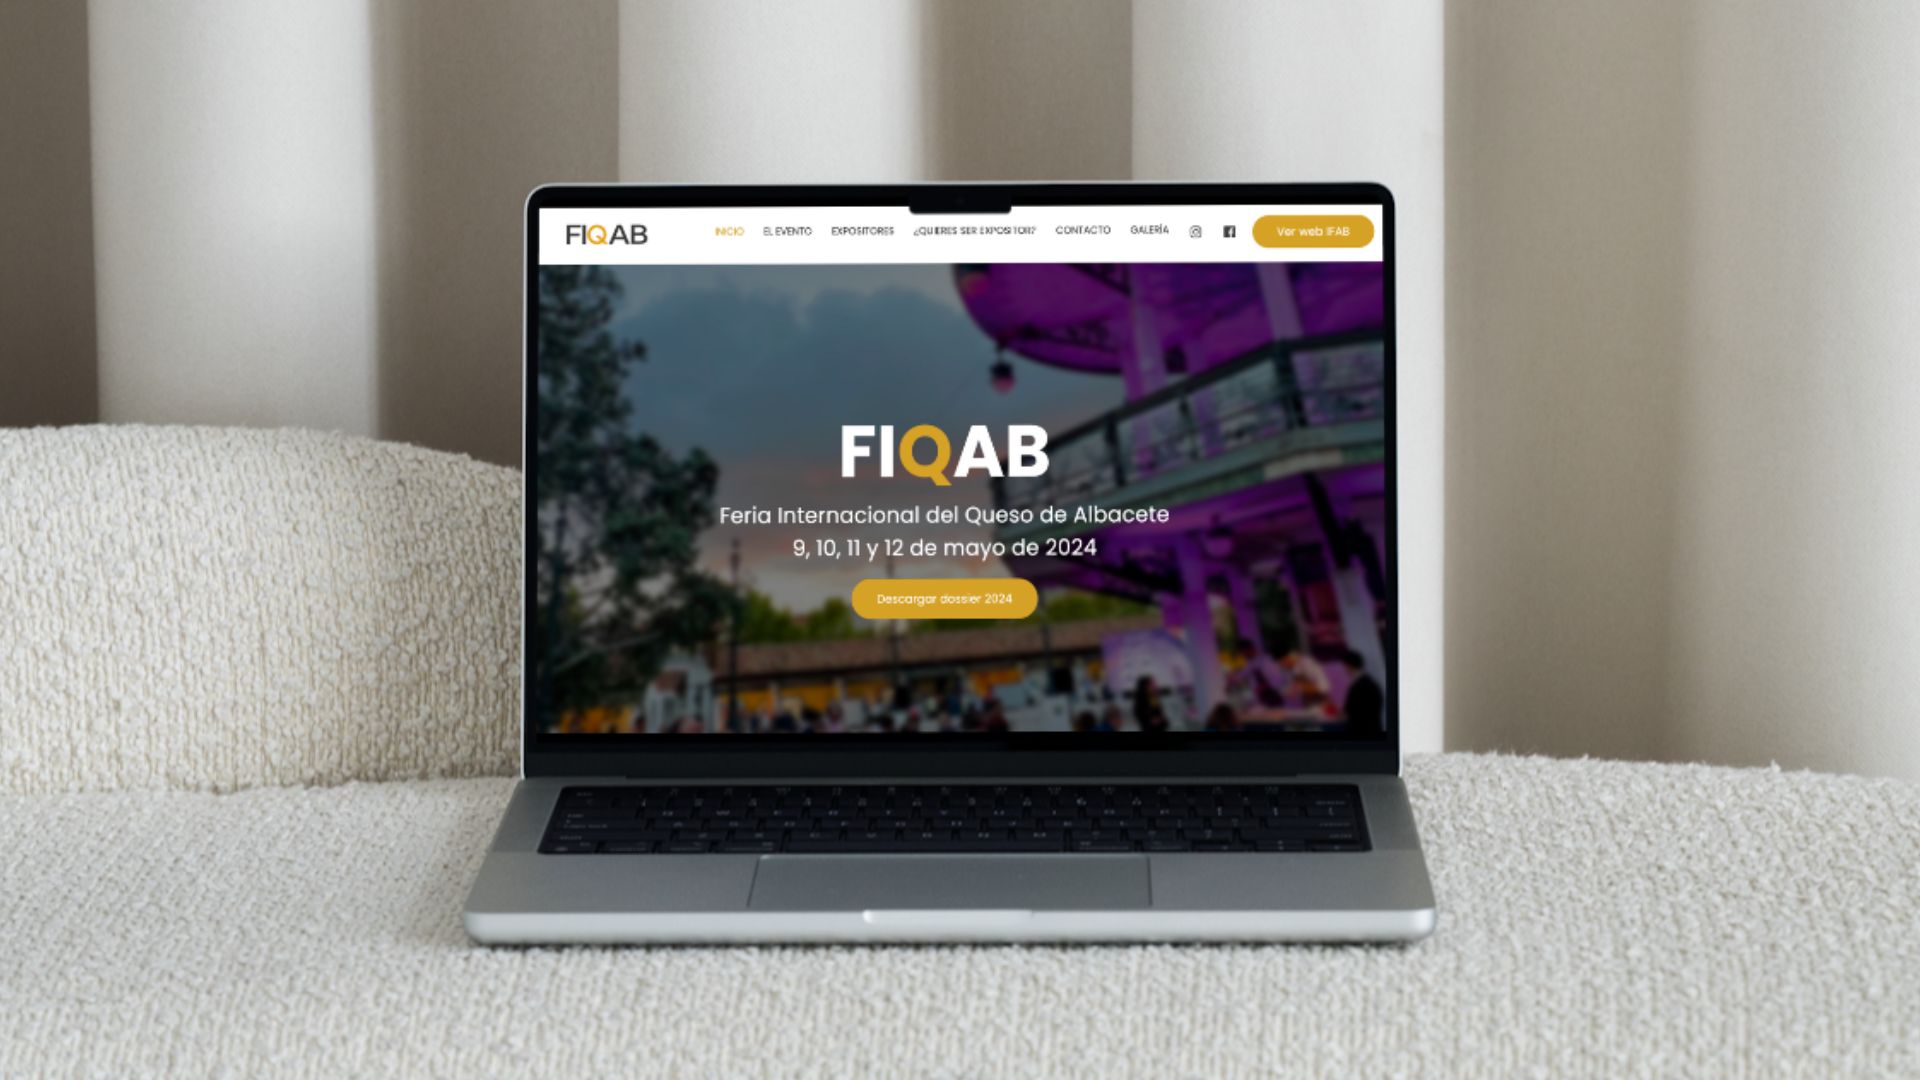 FIQAB
INICIO EL EVENTO EXPOSITORES ¿QUIERES SER EXPOSITOR? CONTACTO GALERÍA Ver web IFAB
FIQAB
Feria Internacional del Queso de Albacete
9, 10, 11 y 12 de mayo de 2024
Descargar dossier 2024